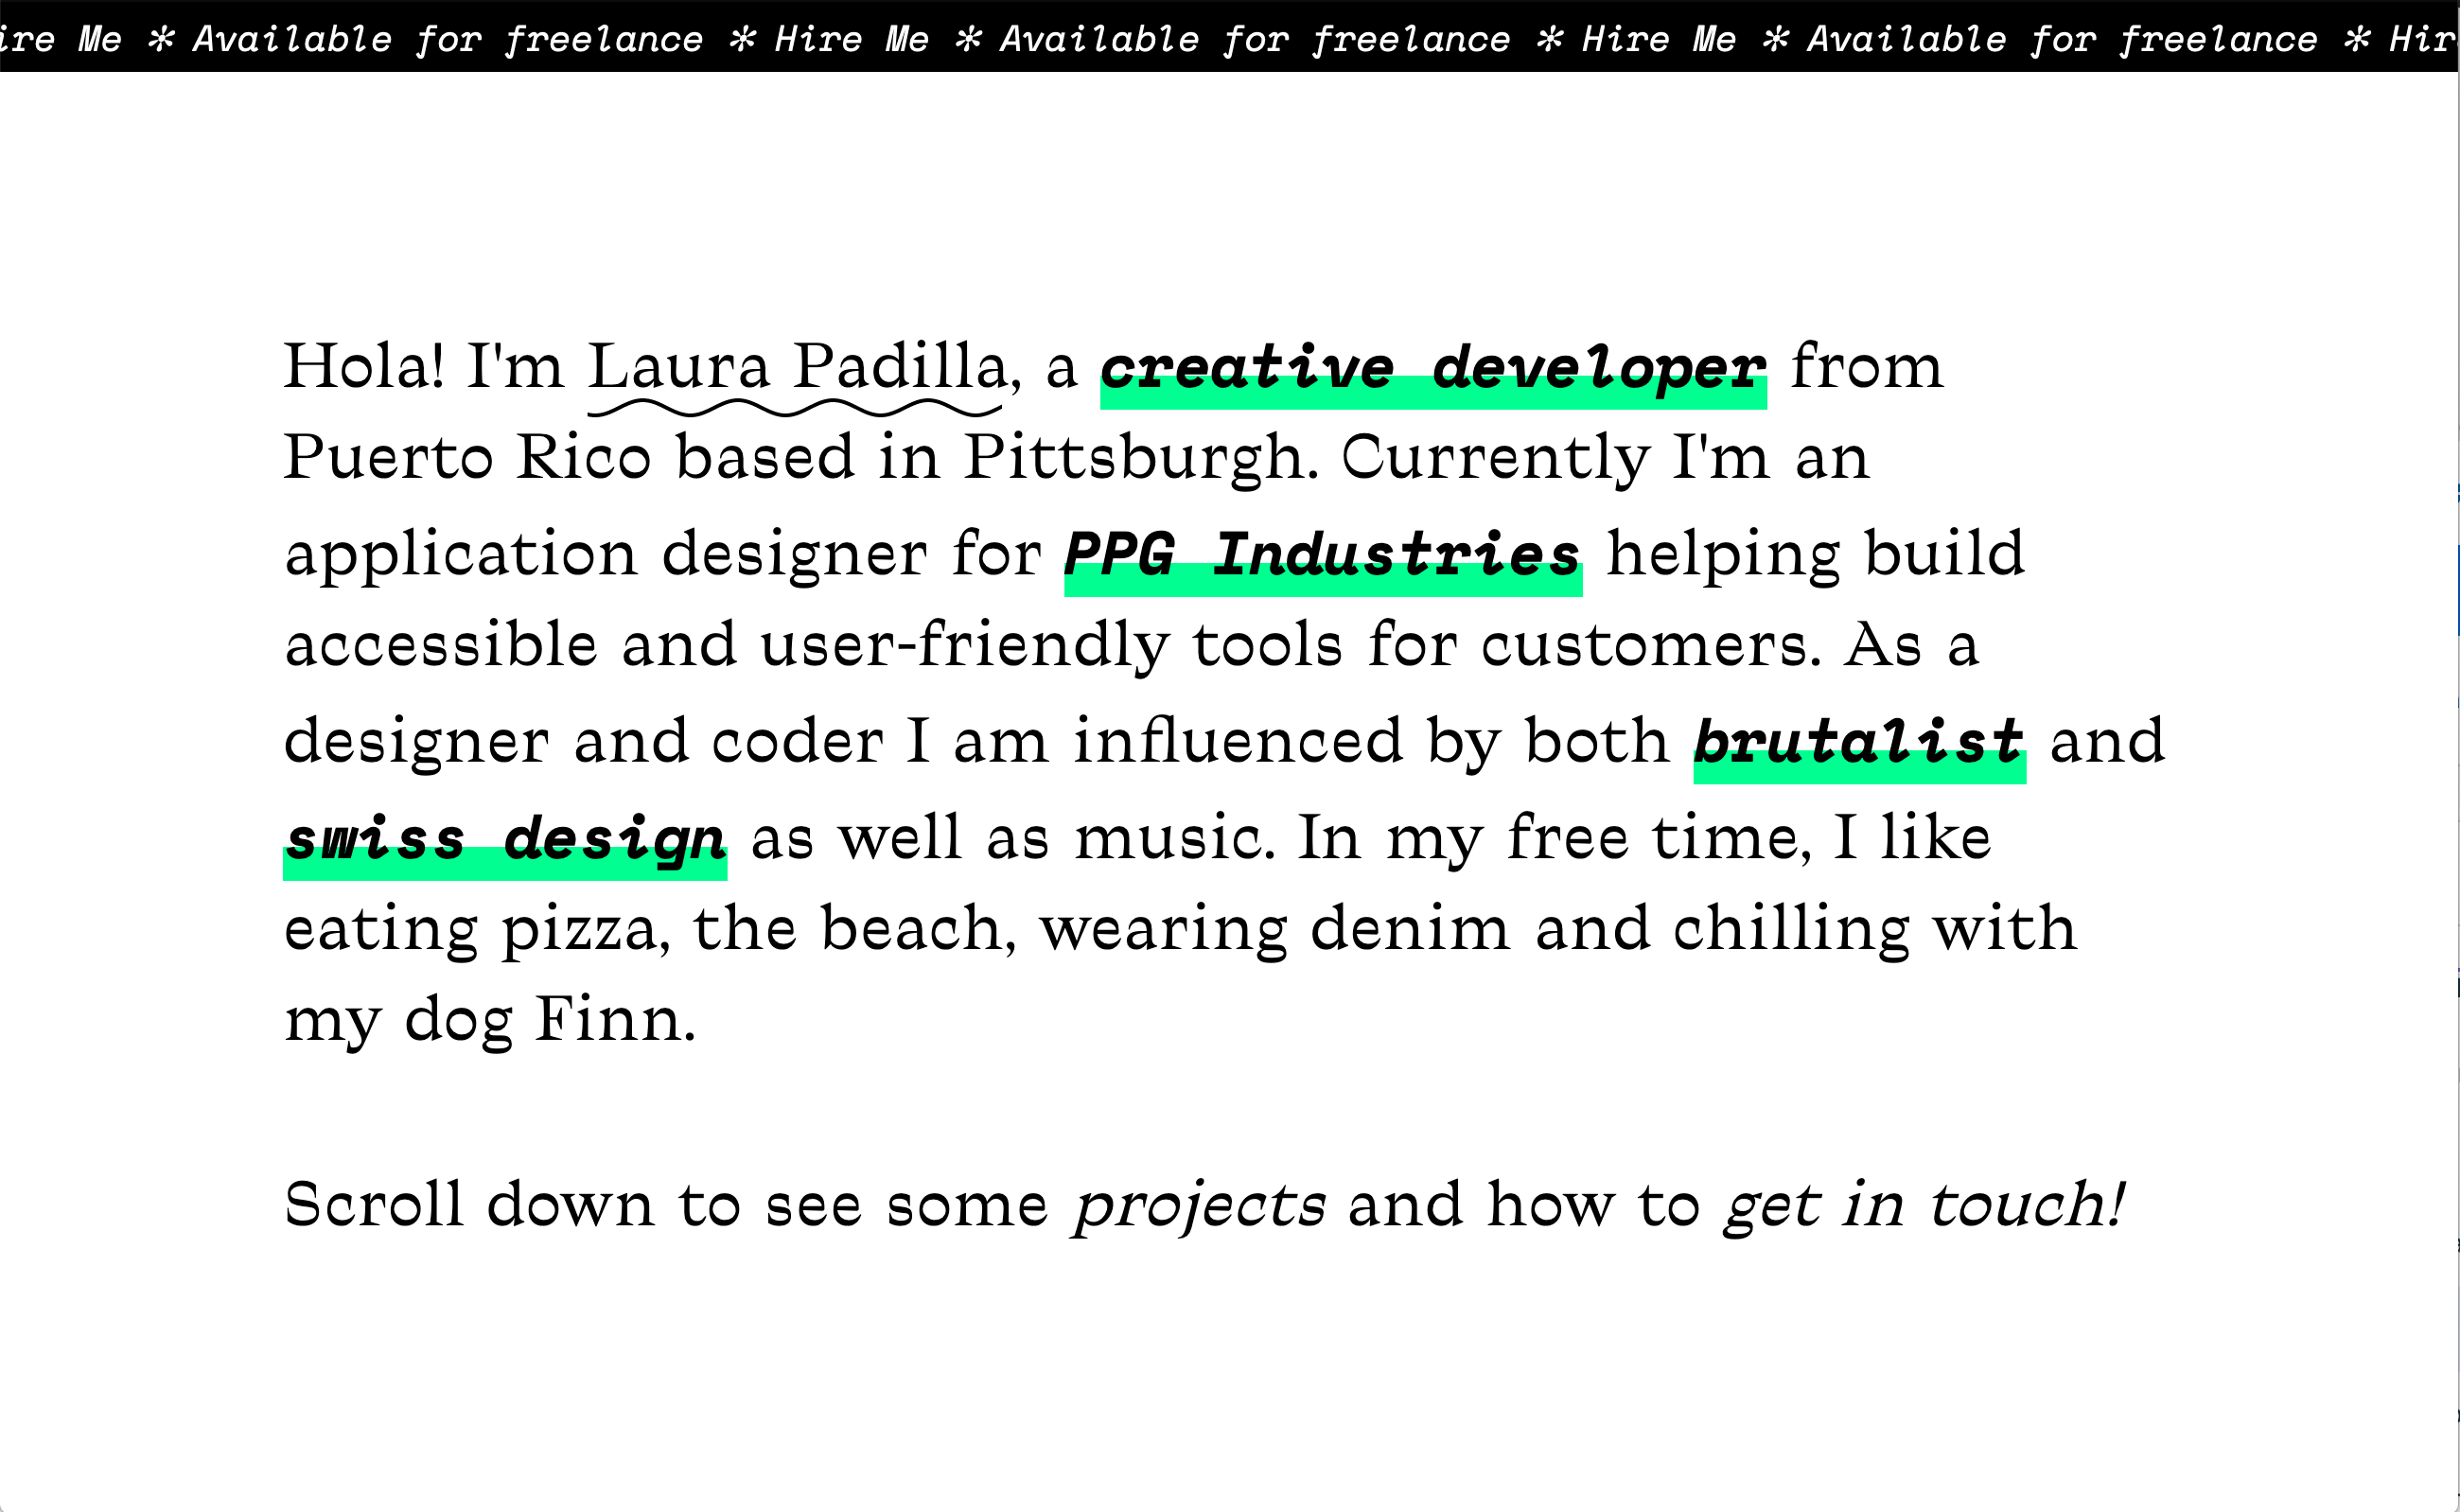 ire Me ✻ Available for freelance ✻ Hire Me ✻ Available for freelance ✻ Hire Me ✻ Available for freelance ✻ Hir
Hola! I'm Laura Padilla, a creative developer from
Puerto Rico based in Pittsburgh. Currently I'm an
application designer for PPG Industries helping build
accessible and user-friendly tools for customers. As a
designer and coder I am influenced by both brutalist and
swiss design as well as music. In my free time, I like
eating pizza, the beach, wearing denim and chilling with
my dog Finn.
Scroll down to see some projects and how to get in touch!